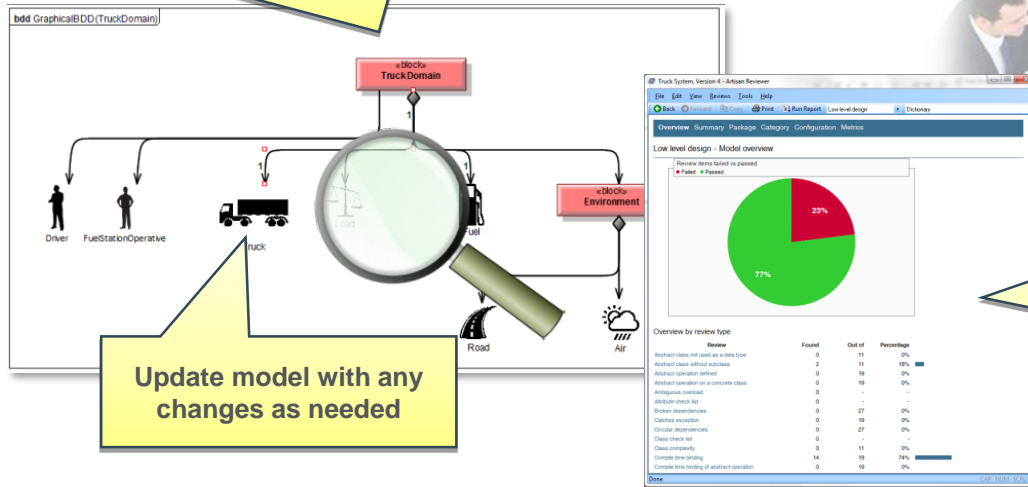 bdd GraphicalBDD(TruckDomain)
«block»
TruckDomain
1
1
1
Driver
FuelStationOperative
Truck
Load
Fuel
«block»
Environment
Road
Air
Update model with any
changes as needed
Truck System, Version 4 - Artisan Reviewer
File Edit View Reviews Tools Help
Back Forward Copy Print Run Report Low level design Dictionary
Overview Summary Package Category Configuration Metrics
Low level design - Model overview
Review items failed vs passed
Failed Passed
23%
77%
Overview by review type
Review Found Out of Percentage
Abstract class not used as a data type 0 11 0%
Abstract class without subclass 2 11 18%
Abstract operation defined 0 19 0%
Abstract operation on a concrete class 0 19 0%
Ambiguous overload 0 - -
Attribute check list 0 - -
Broken dependencies 0 27 0%
Catches exception 0 19 0%
Circular dependencies 0 27 0%
Class check list 0 - -
Class complexity 0 11 0%
Compile time binding 14 19 74%
Compile time binding of abstract operation 0 19 0%
Done CAP NUM SCRL